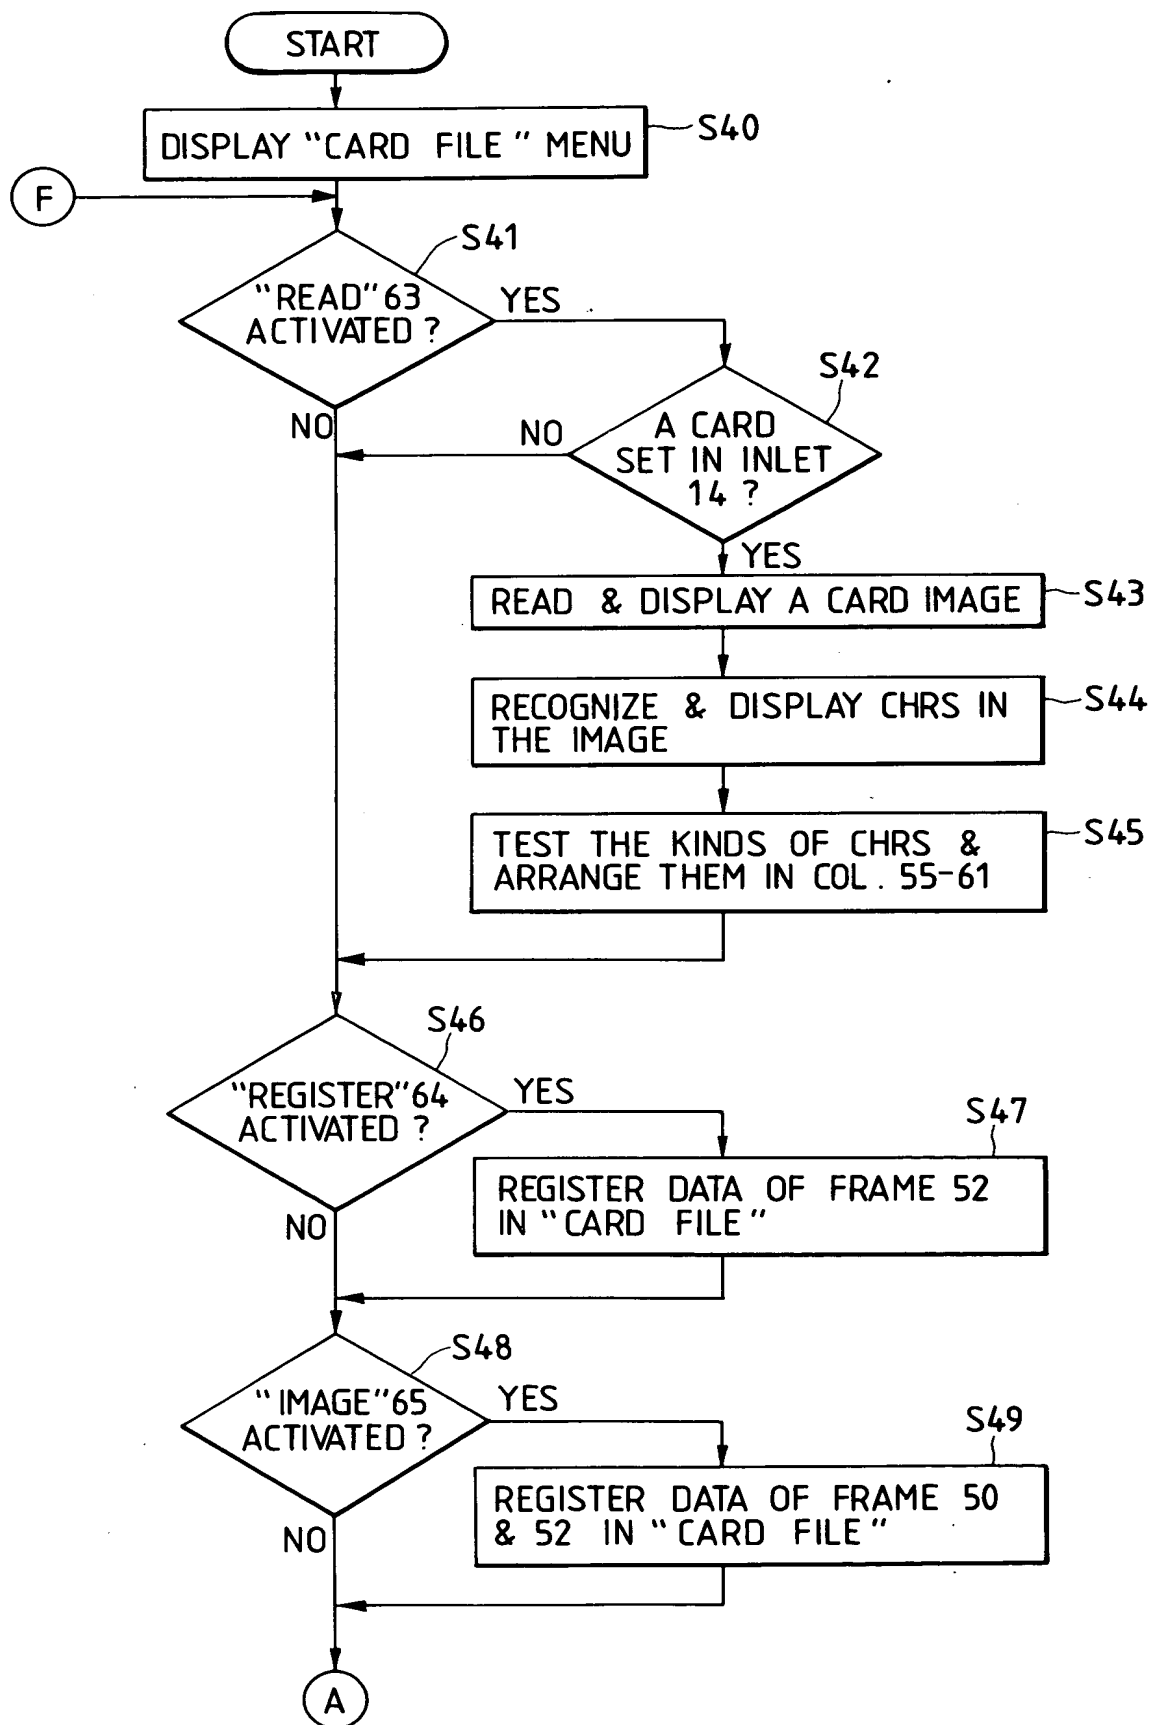 START
DISPLAY "CARD FILE" MENU
S40
F
S41
"READ"63
ACTIVATED ?
YES
NO
S42
A CARD
SET IN INLET
14 ?
NO
YES
READ & DISPLAY A CARD IMAGE
S43
RECOGNIZE & DISPLAY CHRS IN
THE IMAGE
S44
TEST THE KINDS OF CHRS &
ARRANGE THEM IN COL. 55-61
S45
S46
"REGISTER"64
ACTIVATED ?
YES
NO
S47
REGISTER DATA OF FRAME 52
IN "CARD FILE"
S48
"IMAGE"65
ACTIVATED ?
YES
NO
S49
REGISTER DATA OF FRAME 50
& 52 IN "CARD FILE"
A